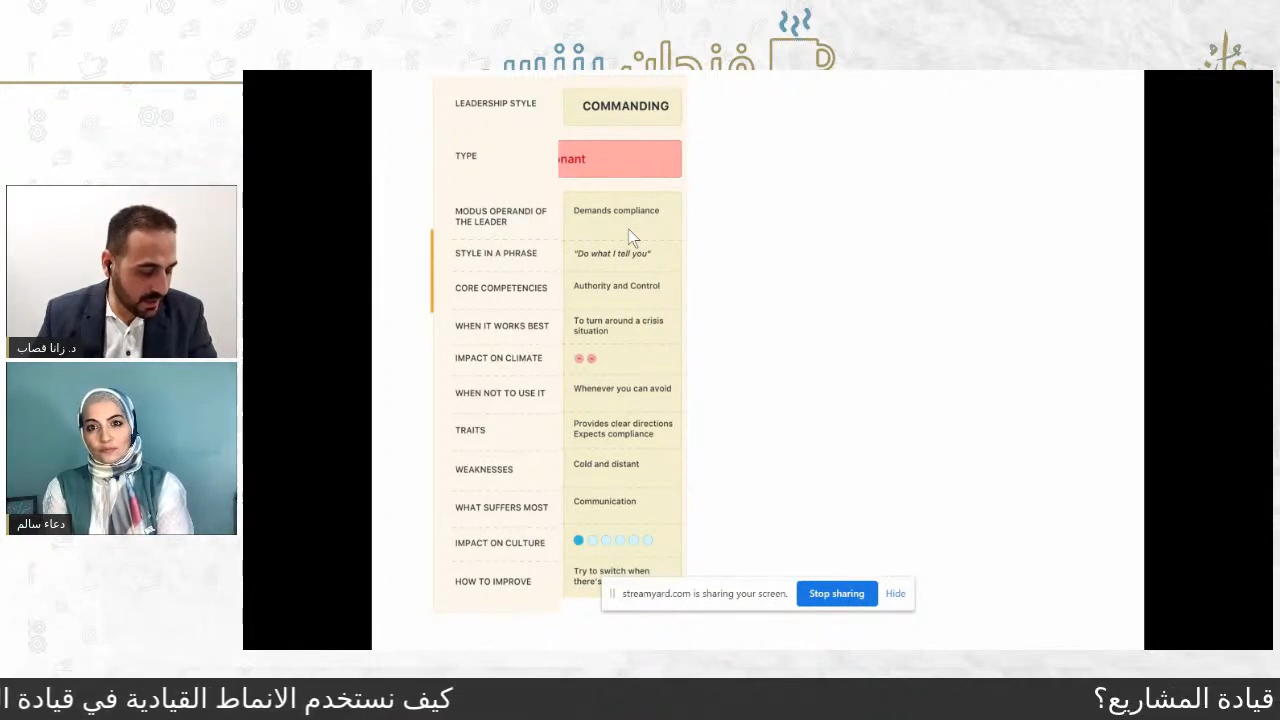 LEADERSHIP STYLE
COMMANDING
TYPE
nant
MODUS OPERANDI OF
THE LEADER
Demands compliance
STYLE IN A PHRASE
"Do what I tell you"
CORE COMPETENCIES
Authority and Control
WHEN IT WORKS BEST
To turn around a crisis
situation
IMPACT ON CLIMATE
WHEN NOT TO USE IT
Whenever you can avoid
TRAITS
Provides clear directions
Expects compliance
WEAKNESSES
Cold and distant
WHAT SUFFERS MOST
Communication
IMPACT ON CULTURE
HOW TO IMPROVE
Try to switch when
there's
streamyard.com is sharing your screen.
Stop sharing
Hide
د. زانا قصاب
دعاء سالم
قيادة المشاريع؟
كيف نستخدم الانماط القيادية في قيادة